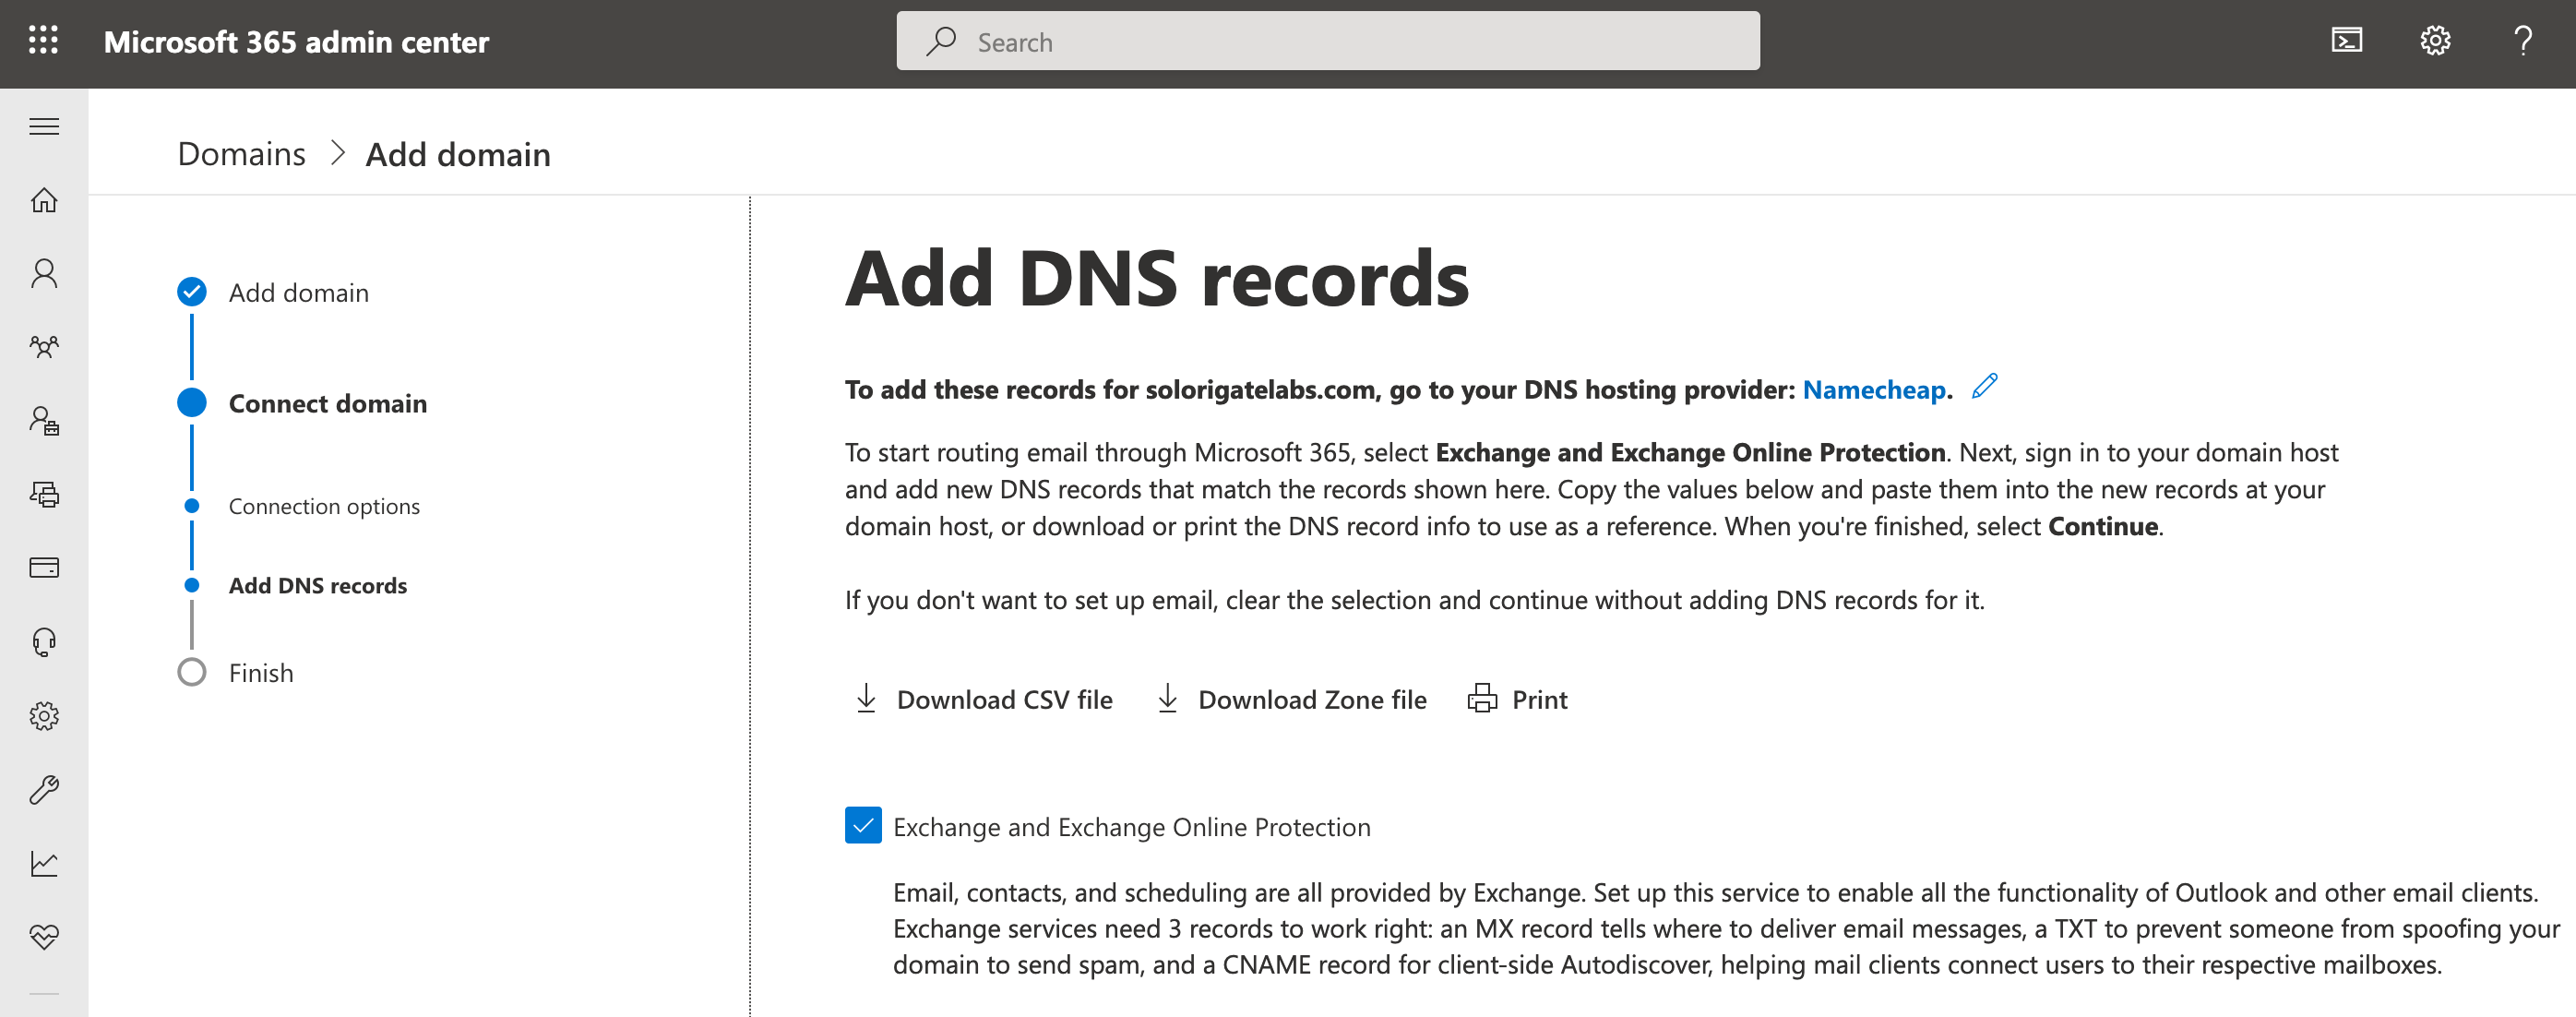 Microsoft 365 admin center
Search
Domains > Add domain
Add domain
Connect domain
Connection options
Add DNS records
Finish
Add DNS records
To add these records for solorigatelabs.com, go to your DNS hosting provider: Namecheap.
To start routing email through Microsoft 365, select Exchange and Exchange Online Protection. Next, sign in to your domain host
and add new DNS records that match the records shown here. Copy the values below and paste them into the new records at your
domain host, or download or print the DNS record info to use as a reference. When you're finished, select Continue.
If you don't want to set up email, clear the selection and continue without adding DNS records for it.
Download CSV file
Download Zone file
Print
Exchange and Exchange Online Protection
Email, contacts, and scheduling are all provided by Exchange. Set up this service to enable all the functionality of Outlook and other email clients.
Exchange services need 3 records to work right: an MX record tells where to deliver email messages, a TXT to prevent someone from spoofing your
domain to send spam, and a CNAME record for client-side Autodiscover, helping mail clients connect users to their respective mailboxes.